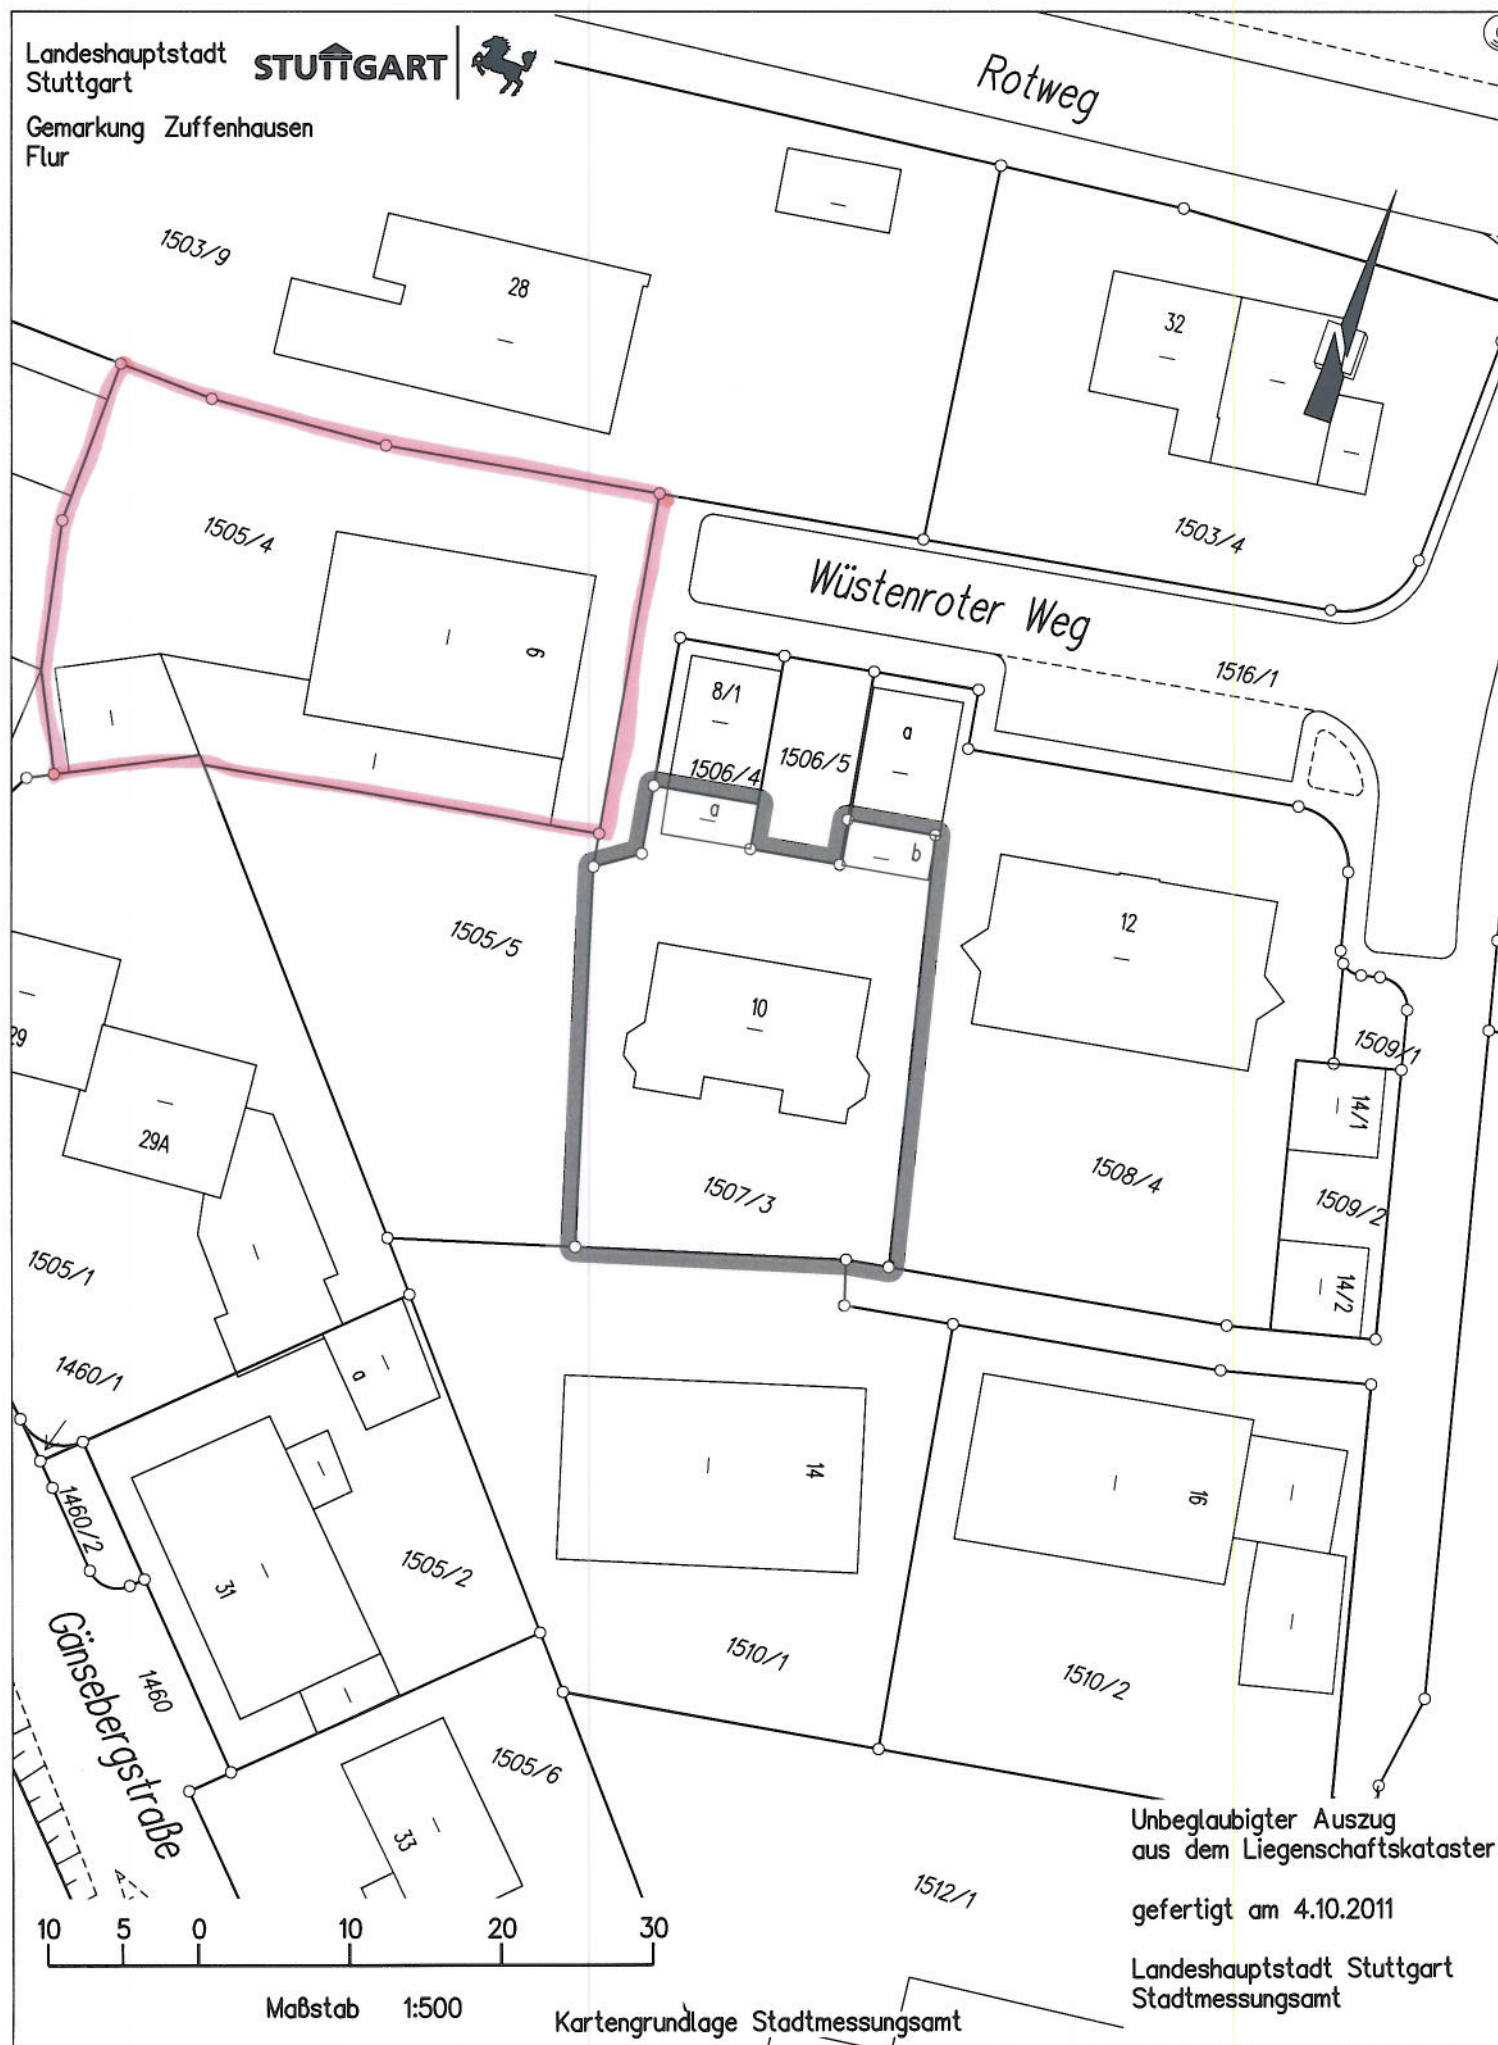 Landeshauptstadt
Stuttgart
STUTTGART
Gemarkung Zuffenhausen
Flur
Rotweg
1503/9
28
32
1503/4
1505/4
6
Wüstenroter Weg
1516/1
8/1
1506/4
1506/5
a
a
b
12
1505/5
10
1509/1
14/1
29
29A
1507/3
1508/4
1509/2
14/2
1505/1
1460/1
a
1460/2
14
16
31
1505/2
1510/1
1510/2
Gänsebergstraße
1460
1505/6
33
1512/1
Unbeglaubigter Auszug
aus dem Liegenschaftskataster
gefertigt am 4.10.2011
Landeshauptstadt Stuttgart
Stadtmessungsamt
10 5 0 10 20 30
Maßstab 1:500
Kartengrundlage Stadtmessungsamt